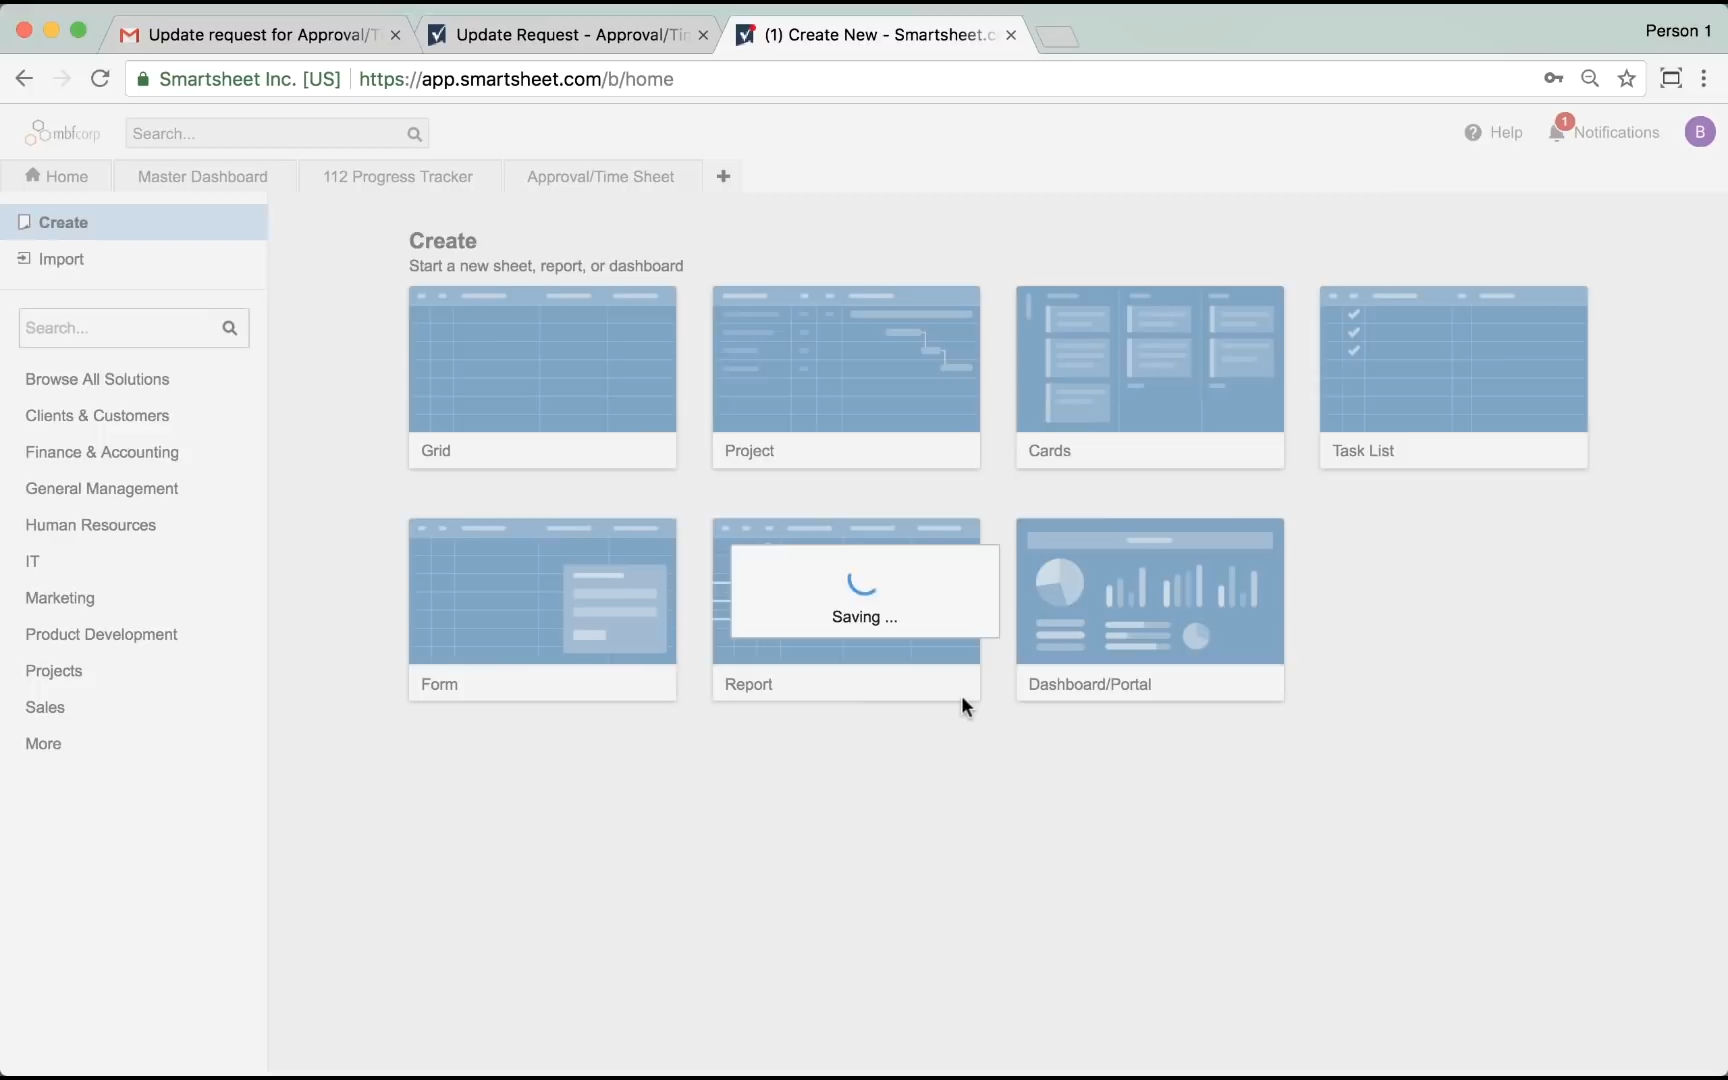 Update request for Approval/T
Update Request - Approval/Tim
(1) Create New - Smartsheet.c
Person 1
Smartsheet Inc. [US]
https://app.smartsheet.com/b/home
mbfcorp
Search...
Help
1
Notifications
B
Home
Master Dashboard
112 Progress Tracker
Approval/Time Sheet
Create
Import
Search...
Browse All Solutions
Clients & Customers
Finance & Accounting
General Management
Human Resources
IT
Marketing
Product Development
Projects
Sales
More
Create
Start a new sheet, report, or dashboard
Grid
Project
Cards
Task List
Saving ...
Form
Report
Dashboard/Portal